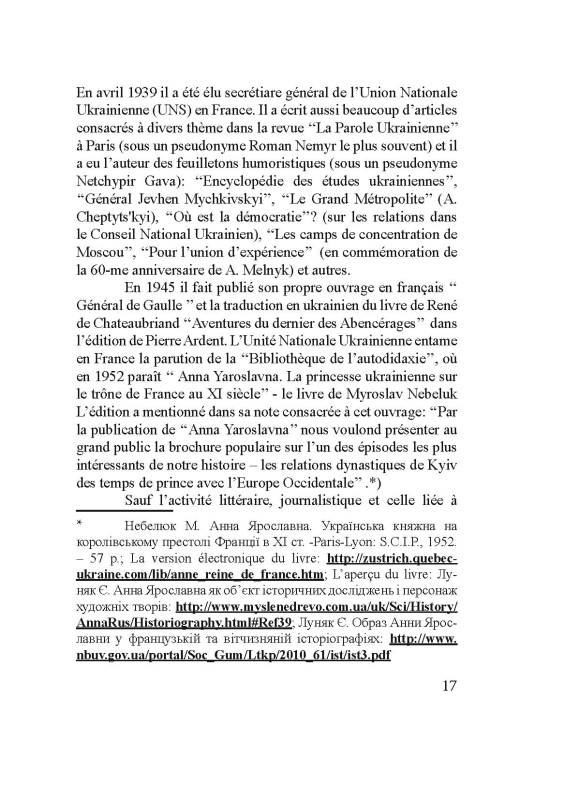 En avril 1939 il a été élu secrétiare général de l’Union Nationale
Ukrainienne (UNS) en France. Il a écrit aussi beaucoup d’articles
consacrés à divers thème dans la revue “La Parole Ukrainienne”
à Paris (sous un pseudonyme Roman Nemyr le plus souvent) et il
a eu l’auteur des feuilletons humoristiques (sous un pseudonyme
Netchypir Gava): “Encyclopédie des études ukrainiennes”,
“Général Jevhen Mychkivskyi”, “Le Grand Métropolite” (A.
Cheptyts'kyi), “Où est la démocratie”? (sur les relations dans
le Conseil National Ukrainien), “Les camps de concentration de
Moscou”, “Pour l’union d’expérience” (en commémoration de
la 60-me anniversaire de A. Melnyk) et autres.
En 1945 il fait publié son propre ouvrage en français “
Général de Gaulle ” et la traduction en ukrainien du livre de René
de Chateaubriand “Aventures du dernier des Abencérages” dans
l’édition de Pierre Ardent. L’Unité Nationale Ukrainienne entame
en France la parution de la “Bibliothèque de l’autodidaxie”, où
en 1952 paraît “ Anna Yaroslavna. La princesse ukrainienne sur
le trône de France au XI siècle” - le livre de Myroslav Nebeluk
L’édition a mentionné dans sa note consacrée à cet ouvrage: “Par
la publication de “Anna Yaroslavna” nous voulond présenter au
grand public la brochure populaire sur l’un des épisodes les plus
intéressants de notre histoire – les relations dynastiques de Kyiv
des temps de prince avec l’Europe Occidentale” .*)
Sauf l’activité littéraire, journalistique et celle liée à
* Небелюк М. Анна Ярославна. Українська княжна на
королівському престолі Франції в XI ст. -Paris-Lyon: S.C.I.P., 1952.
– 57 p.; La version électronique du livre: http://zustrich.quebec-
ukraine.com/lib/anne_reine_de_france.htm; L’aperçu du livre: Лу-
няк Є. Анна Ярославна як об’єкт історичних досліджень і персонаж
художніх творів: http://www.myslenedrevo.com.ua/uk/Sci/History/
AnnaRus/Historiography.html#Ref39; Луняк Є. Образ Анни Ярос-
лавни у французькій та вітчизняній історіографіях: http://www.
nbuv.gov.ua/portal/Soc_Gum/Ltkp/2010_61/ist/ist3.pdf
17